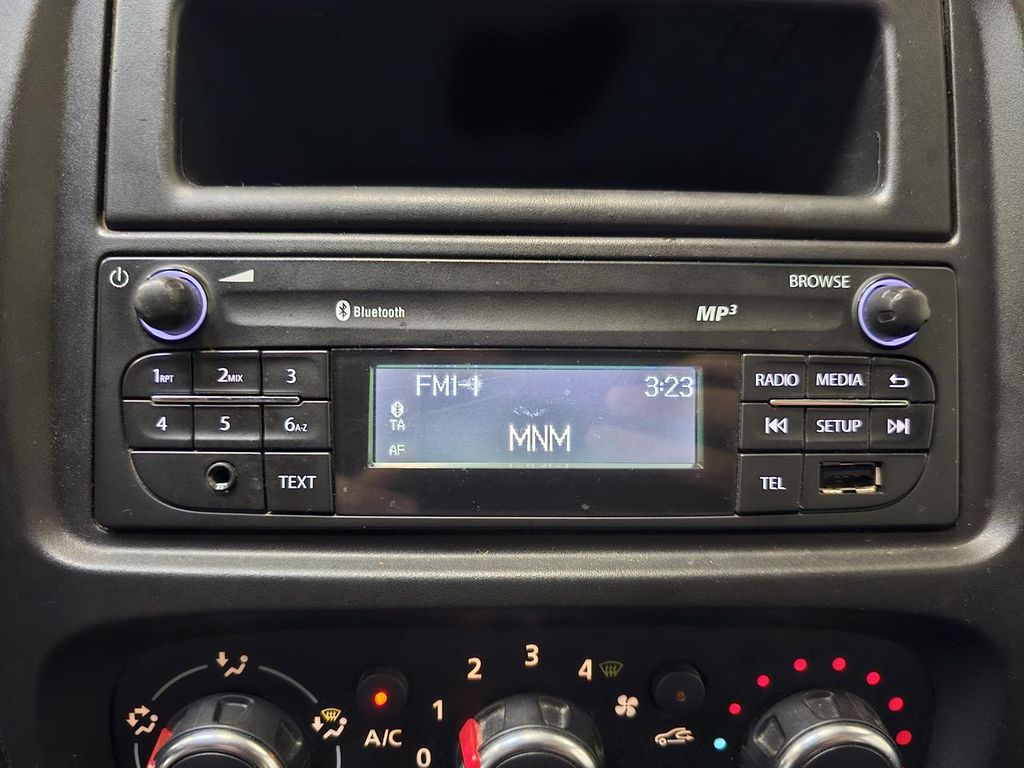 BROWSE
Bluetooth
MP3
1RPT 2MIX 3
4 5 6A-Z
TEXT
FM1-1 3:23
TA
MNM
AF
RADIO MEDIA
SETUP
TEL
0 1 2 3 4
A/C